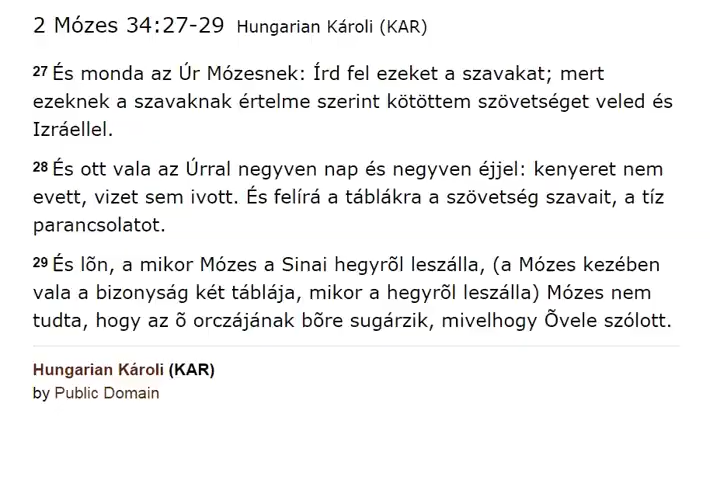 2 Mózes 34:27-29 Hungarian Károli (KAR)
27 És monda az Úr Mózesnek: Írd fel ezeket a szavakat; mert
ezeknek a szavaknak értelme szerint kötöttem szövetséget veled és
Izráellel.
28 És ott vala az Úrral negyven nap és negyven éjjel: kenyeret nem
evett, vizet sem ivott. És felírá a táblákra a szövetség szavait, a tíz
parancsolatot.
29 És lõn, a mikor Mózes a Sinai hegyrõl leszálla, (a Mózes kezében
vala a bizonyság két táblája, mikor a hegyrõl leszálla) Mózes nem
tudta, hogy az õ orczájának bõre sugárzik, mivelhogy Õvele szólott.
Hungarian Károli (KAR)
by Public Domain